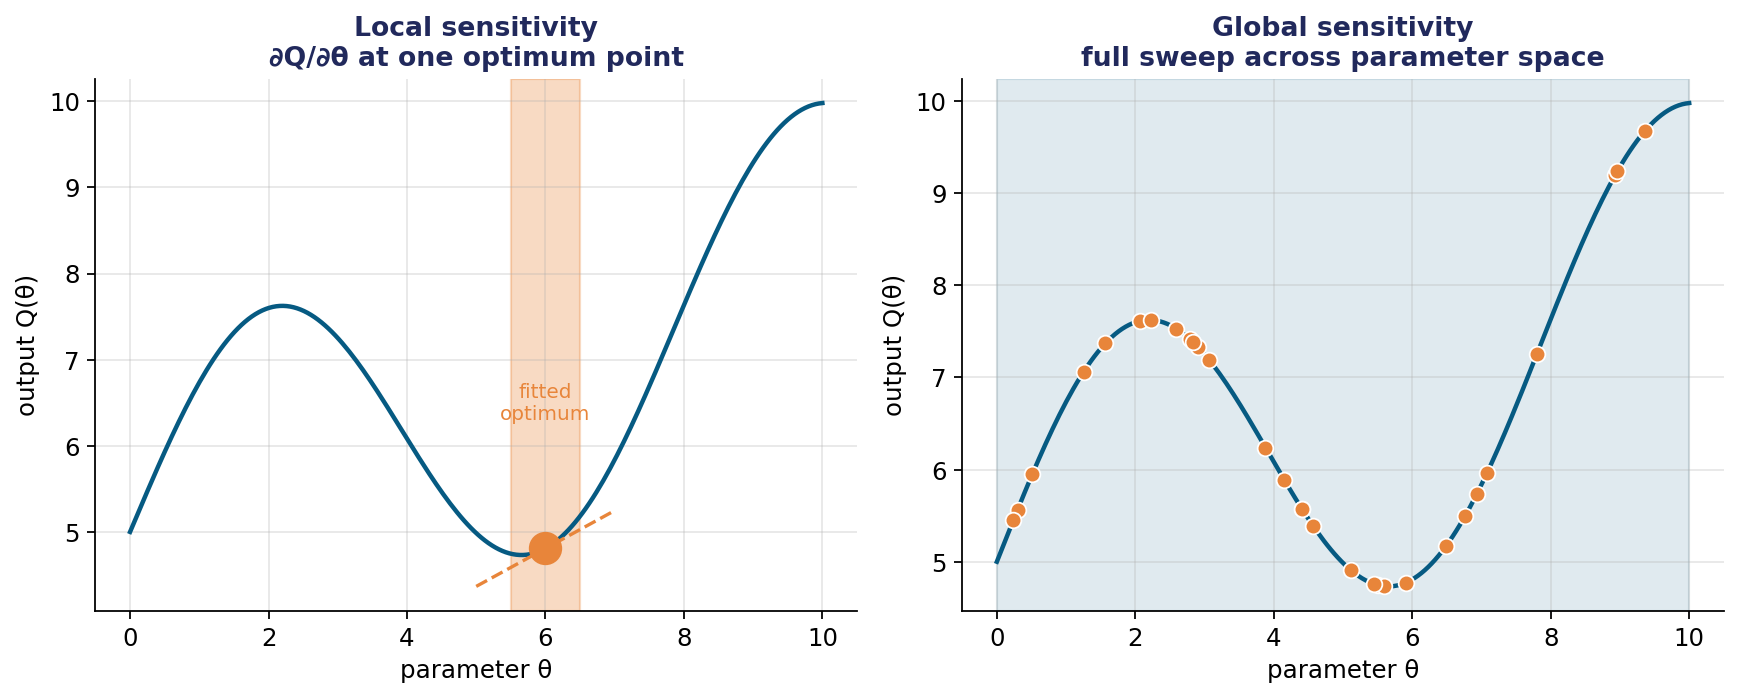 Local sensitivity
∂Q/∂θ at one optimum point
output Q(θ)
10
9
8
7
6
5
fitted
optimum
0 2 4 6 8 10
parameter θ
Global sensitivity
full sweep across parameter space
output Q(θ)
10
9
8
7
6
5
0 2 4 6 8 10
parameter θ